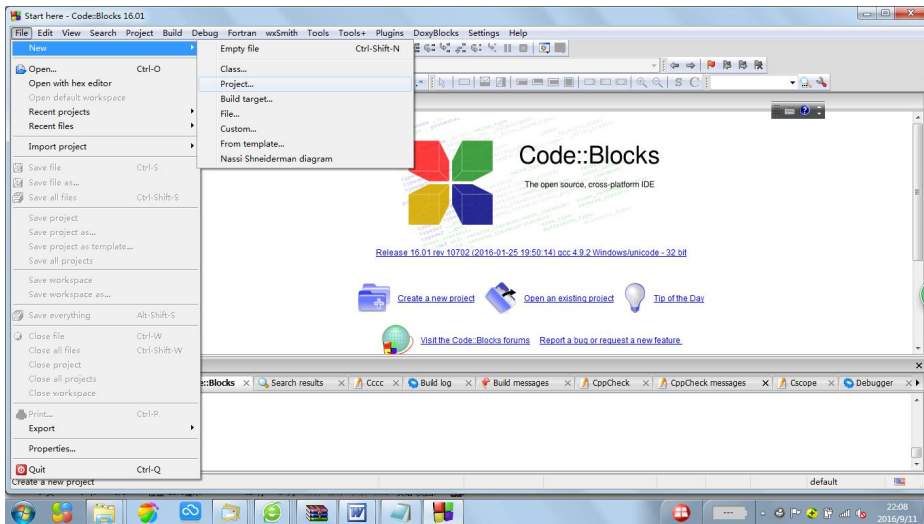 Start here - Code::Blocks 16.01
File Edit View Search Project Build Debug Fortran wxSmith Tools Tools+ Plugins DoxyBlocks Settings Help
New
Empty file Ctrl-Shift-N
Class...
Project...
Build target...
File...
Custom...
From template...
Nassi Shneiderman diagram
Open... Ctrl-O
Open with hex editor
Open default workspace
Recent projects
Recent files
Import project
Save file Ctrl-S
Save file as...
Save all files Ctrl-Shift-S
Save project
Save project as...
Save project as template...
Save all projects
Save workspace
Save workspace as...
Save everything Alt-Shift-S
Close file Ctrl-W
Close all files Ctrl-Shift-W
Close project
Close all projects
Close workspace
Print... Ctrl-P
Export
Properties...
Quit Ctrl-Q
S C
Code::Blocks
The open source, cross-platform IDE
Release 16.01 rev 10702 (2016-01-25 19:50:14) gcc 4.9.2 Windows/unicode - 32 bit
Create a new project Open an existing project Tip of the Day
Visit the Code::Blocks forums Report a bug or request a new feature
::Blocks Search results Cccc Build log Build messages CppCheck CppCheck messages Cscope Debugger
Create a new project default
22:08
2016/9/11